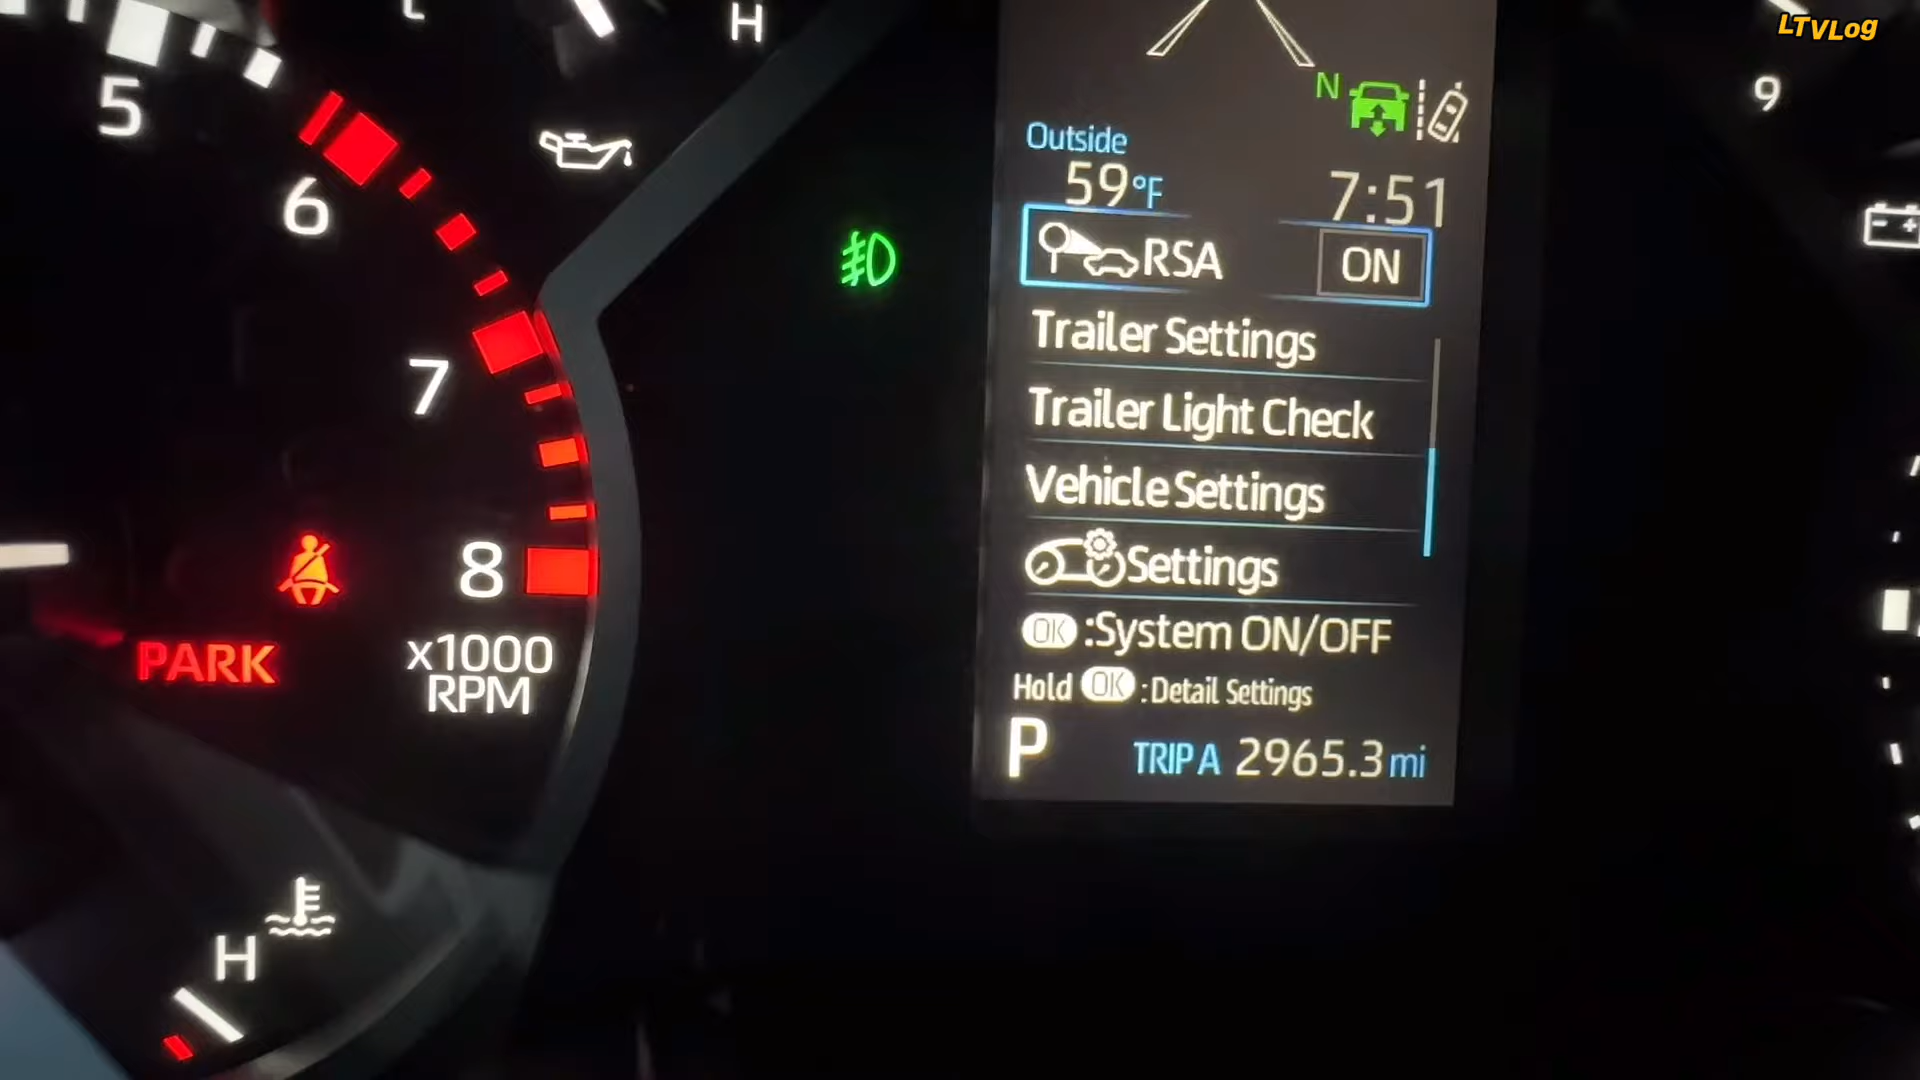 LTVLog
H
5
6
7
8
x1000
RPM
PARK
H
9
N
Outside
59°F
7:51
RSA
ON
Trailer Settings
Trailer Light Check
Vehicle Settings
Settings
OK :System ON/OFF
Hold OK :Detail Settings
P
TRIP A 2965.3 mi